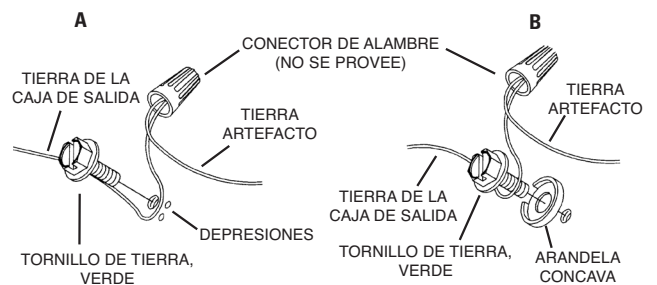 A
B
CONECTOR DE ALAMBRE
(NO SE PROVEE)
TIERRA DE LA
CAJA DE SALIDA
TIERRA
ARTEFACTO
TIERRA
ARTEFACTO
TIERRA DE LA
CAJA DE SALIDA
DEPRESIONES
TORNILLO DE TIERRA,
VERDE
TORNILLO DE TIERRA,
VERDE
ARANDELA
CONCAVA